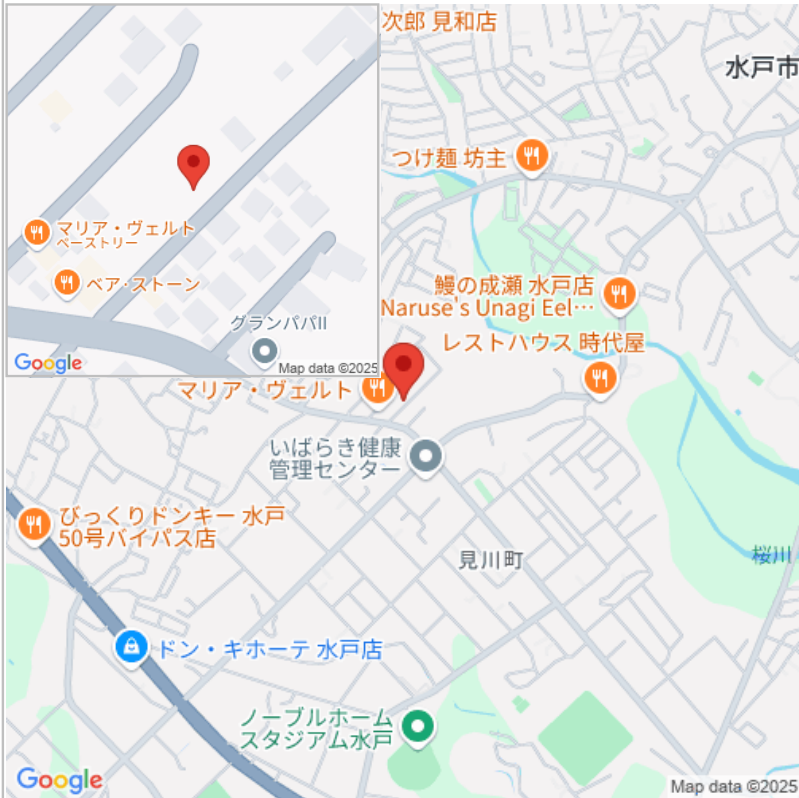 次郎 見和店
水戸市
つけ麺 坊主
マリア・ヴェルト
ペーストリー
ベア・ストーン
グランパパII
Google
Map data ©2025
鰻の成瀬 水戸店
Naruse's Unagi Eel…
レストハウス 時代屋
マリア・ヴェルト
いばらき健康
管理センター
びっくりドンキー 水戸
50号バイパス店
見川町
桜川
ドン・キホーテ 水戸店
ノーブルホーム
スタジアム水戸
Google
Map data ©2025